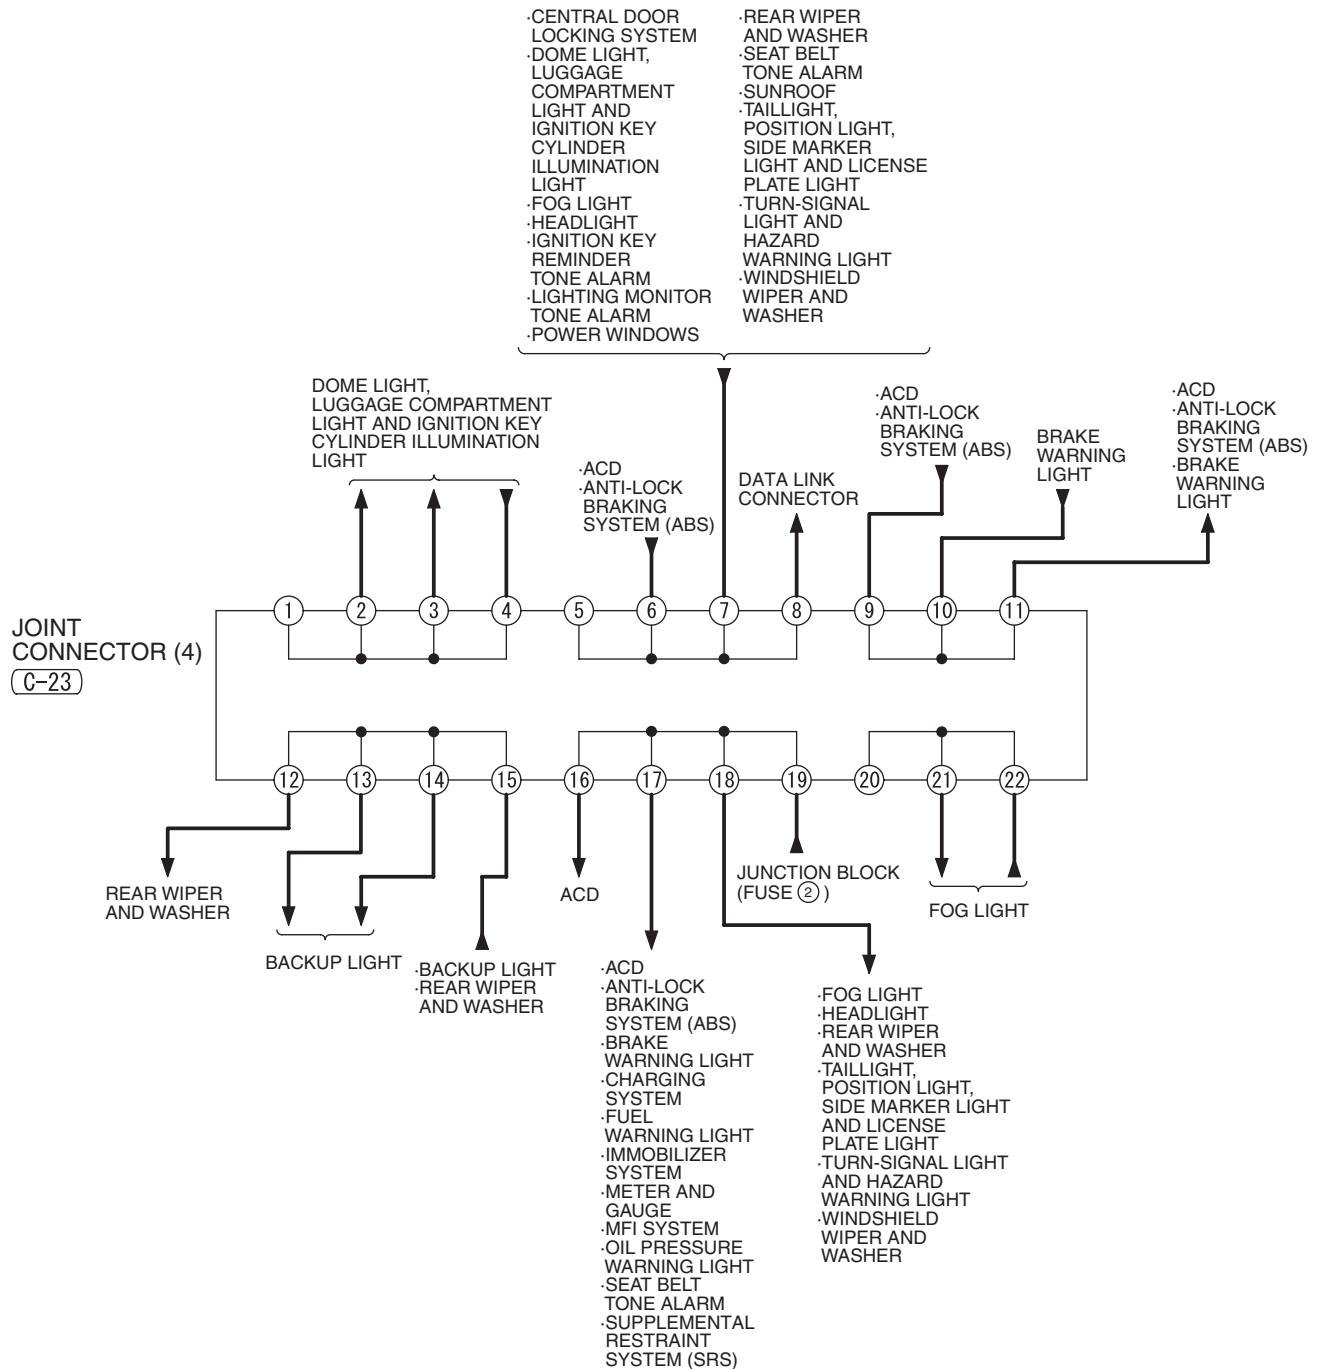 ·CENTRAL DOOR
LOCKING SYSTEM
·DOME LIGHT,
LUGGAGE
COMPARTMENT
LIGHT AND
IGNITION KEY
CYLINDER
ILLUMINATION
LIGHT
·FOG LIGHT
·HEADLIGHT
·IGNITION KEY
REMINDER
TONE ALARM
·LIGHTING MONITOR
TONE ALARM
·POWER WINDOWS
·REAR WIPER
AND WASHER
·SEAT BELT
TONE ALARM
·SUNROOF
·TAILLIGHT,
POSITION LIGHT,
SIDE MARKER
LIGHT AND LICENSE
PLATE LIGHT
·TURN-SIGNAL
LIGHT AND
HAZARD
WARNING LIGHT
·WINDSHIELD
WIPER AND
WASHER
DOME LIGHT,
LUGGAGE COMPARTMENT
LIGHT AND IGNITION KEY
CYLINDER ILLUMINATION
LIGHT
·ACD
·ANTI-LOCK
BRAKING
SYSTEM (ABS)
DATA LINK
CONNECTOR
·ACD
·ANTI-LOCK
BRAKING
SYSTEM (ABS)
BRAKE
WARNING
LIGHT
·ACD
·ANTI-LOCK
BRAKING
SYSTEM (ABS)
·BRAKE
WARNING
LIGHT
1 2 3 4 5 6 7 8 9 10 11
JOINT
CONNECTOR (4)
C-23
12 13 14 15 16 17 18 19 20 21 22
REAR WIPER
AND WASHER
BACKUP LIGHT
·BACKUP LIGHT
·REAR WIPER
AND WASHER
ACD
·ACD
·ANTI-LOCK
BRAKING
SYSTEM (ABS)
·BRAKE
WARNING LIGHT
·CHARGING
SYSTEM
·FUEL
WARNING LIGHT
·IMMOBILIZER
SYSTEM
·METER AND
GAUGE
·MFI SYSTEM
·OIL PRESSURE
WARNING LIGHT
·SEAT BELT
TONE ALARM
·SUPPLEMENTAL
RESTRAINT
SYSTEM (SRS)
JUNCTION BLOCK
(FUSE ② )
·FOG LIGHT
·HEADLIGHT
·REAR WIPER
AND WASHER
·TAILLIGHT,
POSITION LIGHT,
SIDE MARKER LIGHT
AND LICENSE
PLATE LIGHT
·TURN-SIGNAL LIGHT
AND HAZARD
WARNING LIGHT
·WINDSHIELD
WIPER AND
WASHER
FOG LIGHT